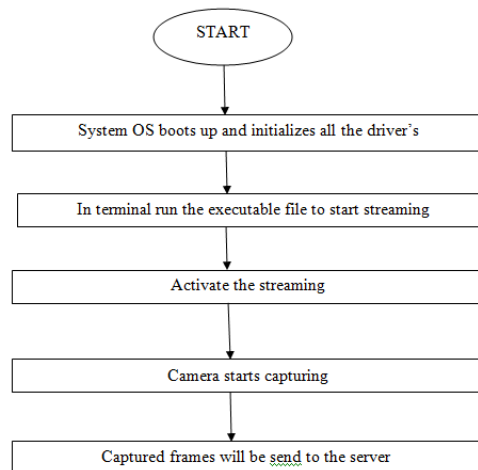 START
System OS boots up and initializes all the driver’s
In terminal run the executable file to start streaming
Activate the streaming
Camera starts capturing
Captured frames will be send to the server